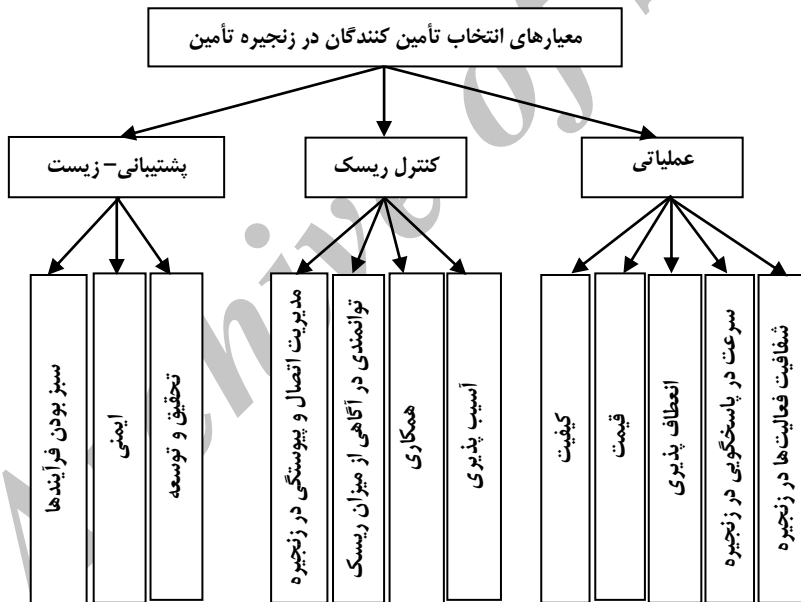 معیارهای انتخاب تأمین کنندگان در زنجیره تأمین
عملیاتی
کنترل ریسک
پشتیبانی- زیست
شفافیت فعالیت‌ها در زنجیره
سرعت در پاسخگویی در زنجیره
انعطاف پذیری
قیمت
کیفیت
آسیب پذیری
همکاری
توانمندی در آگاهی از میزان ریسک
مدیریت اتصال و پیوستگی در زنجیره
تحقیق و توسعه
ایمنی
سبز بودن فرآیندها
Archive of